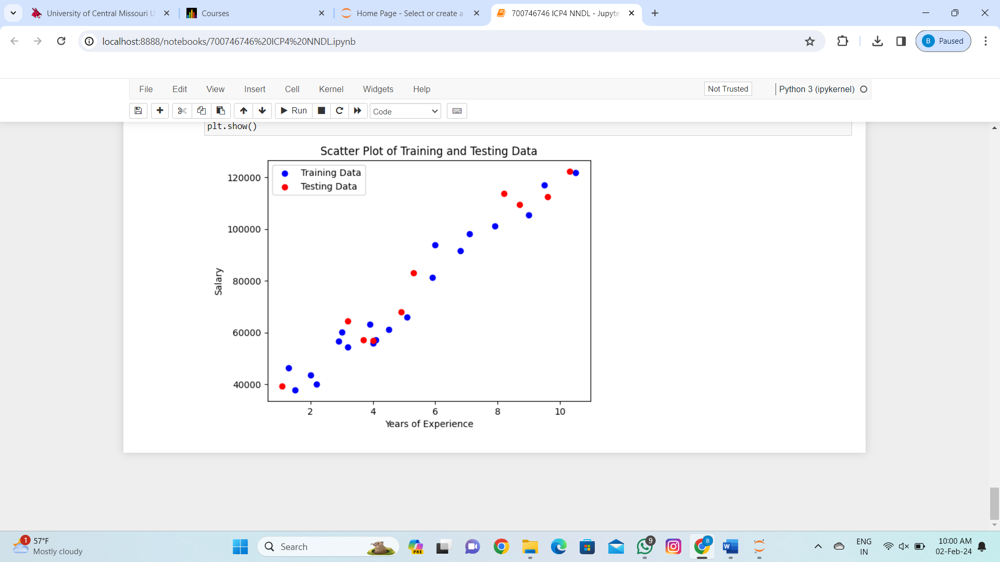 University of Central Missouri U
Courses
Home Page - Select or create a
700746746 ICP4 NNDL - Jupyte
localhost:8888/notebooks/700746746%20ICP4%20NNDL.ipynb
B Paused
File Edit View Insert Cell Kernel Widgets Help
Not Trusted
Python 3 (ipykernel)
Run
Code
plt.show()
Scatter Plot of Training and Testing Data
Training Data
Testing Data
120000
100000
80000
60000
40000
Salary
2 4 6 8 10
Years of Experience
1
57°F
Mostly cloudy
Search
PRE
9
B
W
ENG
IN
10:00 AM
02-Feb-24